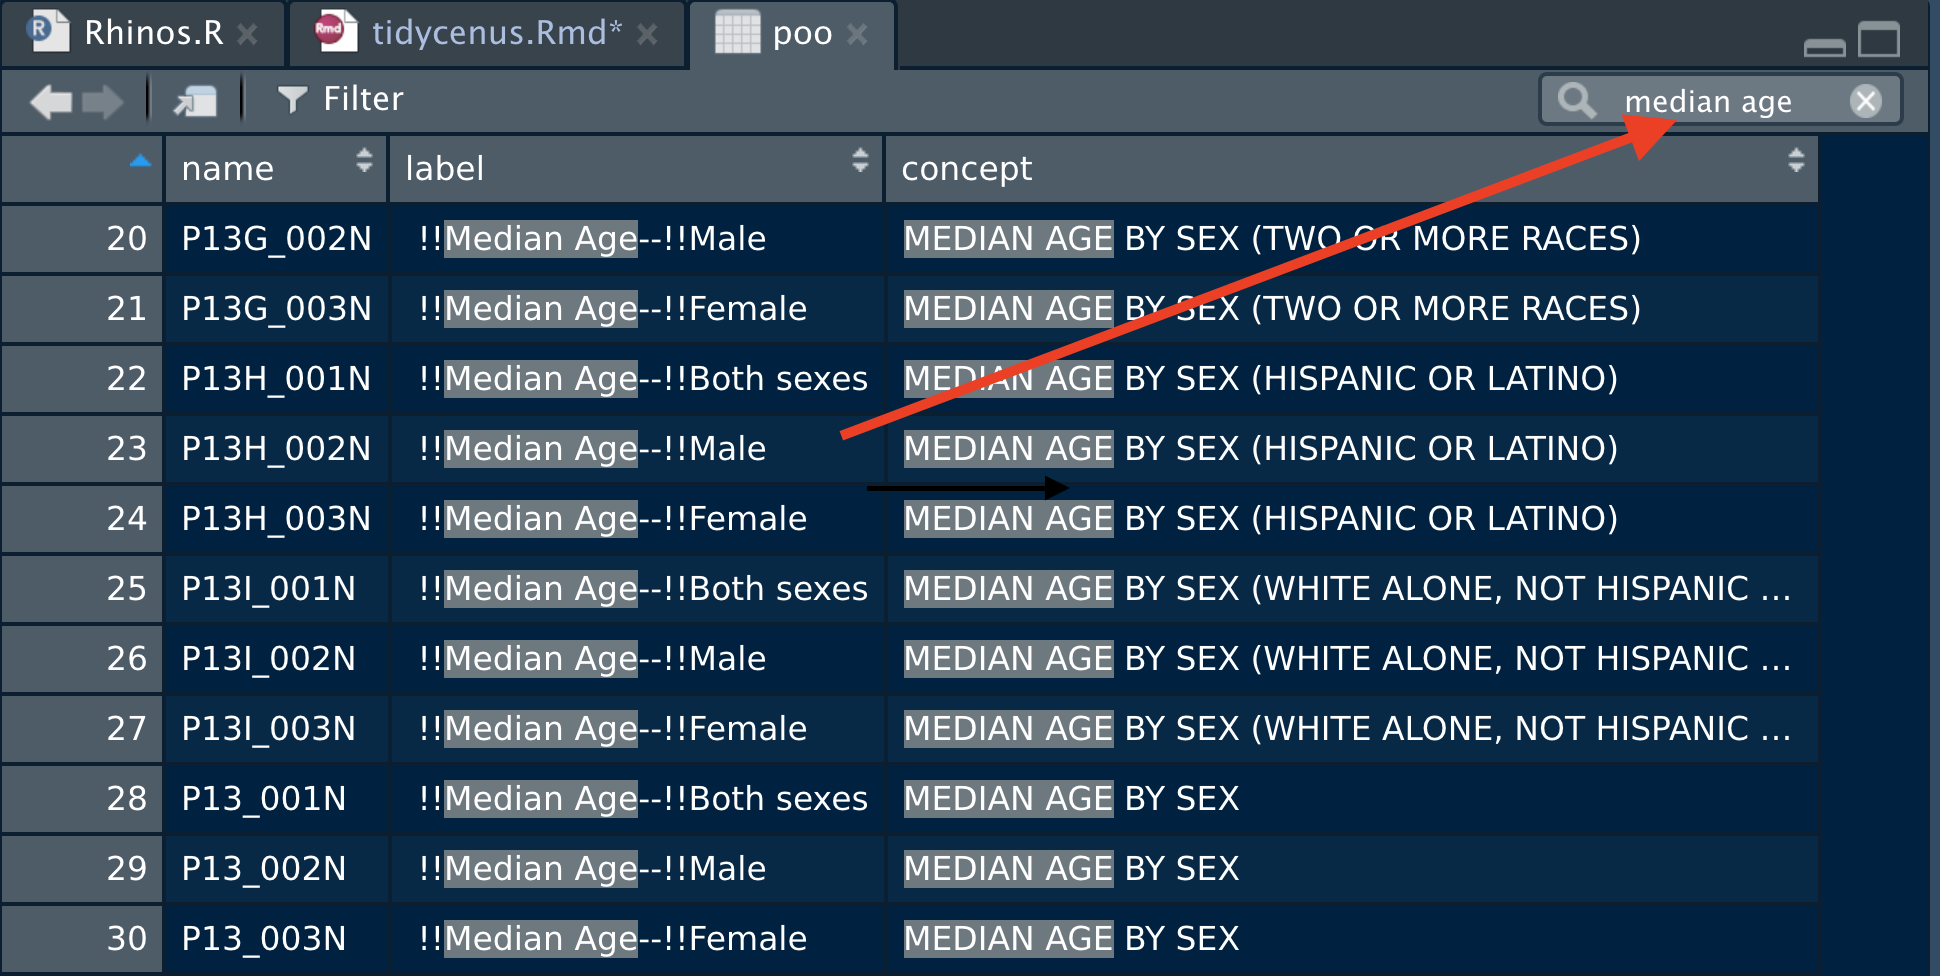 Rhinos.R tidycenus.Rmd* poo
Filter median age
name label concept
20 P13G_002N !!Median Age--!!Male MEDIAN AGE BY SEX (TWO OR MORE RACES)
21 P13G_003N !!Median Age--!!Female MEDIAN AGE BY SEX (TWO OR MORE RACES)
22 P13H_001N !!Median Age--!!Both sexes MEDIAN AGE BY SEX (HISPANIC OR LATINO)
23 P13H_002N !!Median Age--!!Male MEDIAN AGE BY SEX (HISPANIC OR LATINO)
24 P13H_003N !!Median Age--!!Female MEDIAN AGE BY SEX (HISPANIC OR LATINO)
25 P13I_001N !!Median Age--!!Both sexes MEDIAN AGE BY SEX (WHITE ALONE, NOT HISPANIC ...
26 P13I_002N !!Median Age--!!Male MEDIAN AGE BY SEX (WHITE ALONE, NOT HISPANIC ...
27 P13I_003N !!Median Age--!!Female MEDIAN AGE BY SEX (WHITE ALONE, NOT HISPANIC ...
28 P13_001N !!Median Age--!!Both sexes MEDIAN AGE BY SEX
29 P13_002N !!Median Age--!!Male MEDIAN AGE BY SEX
30 P13_003N !!Median Age--!!Female MEDIAN AGE BY SEX